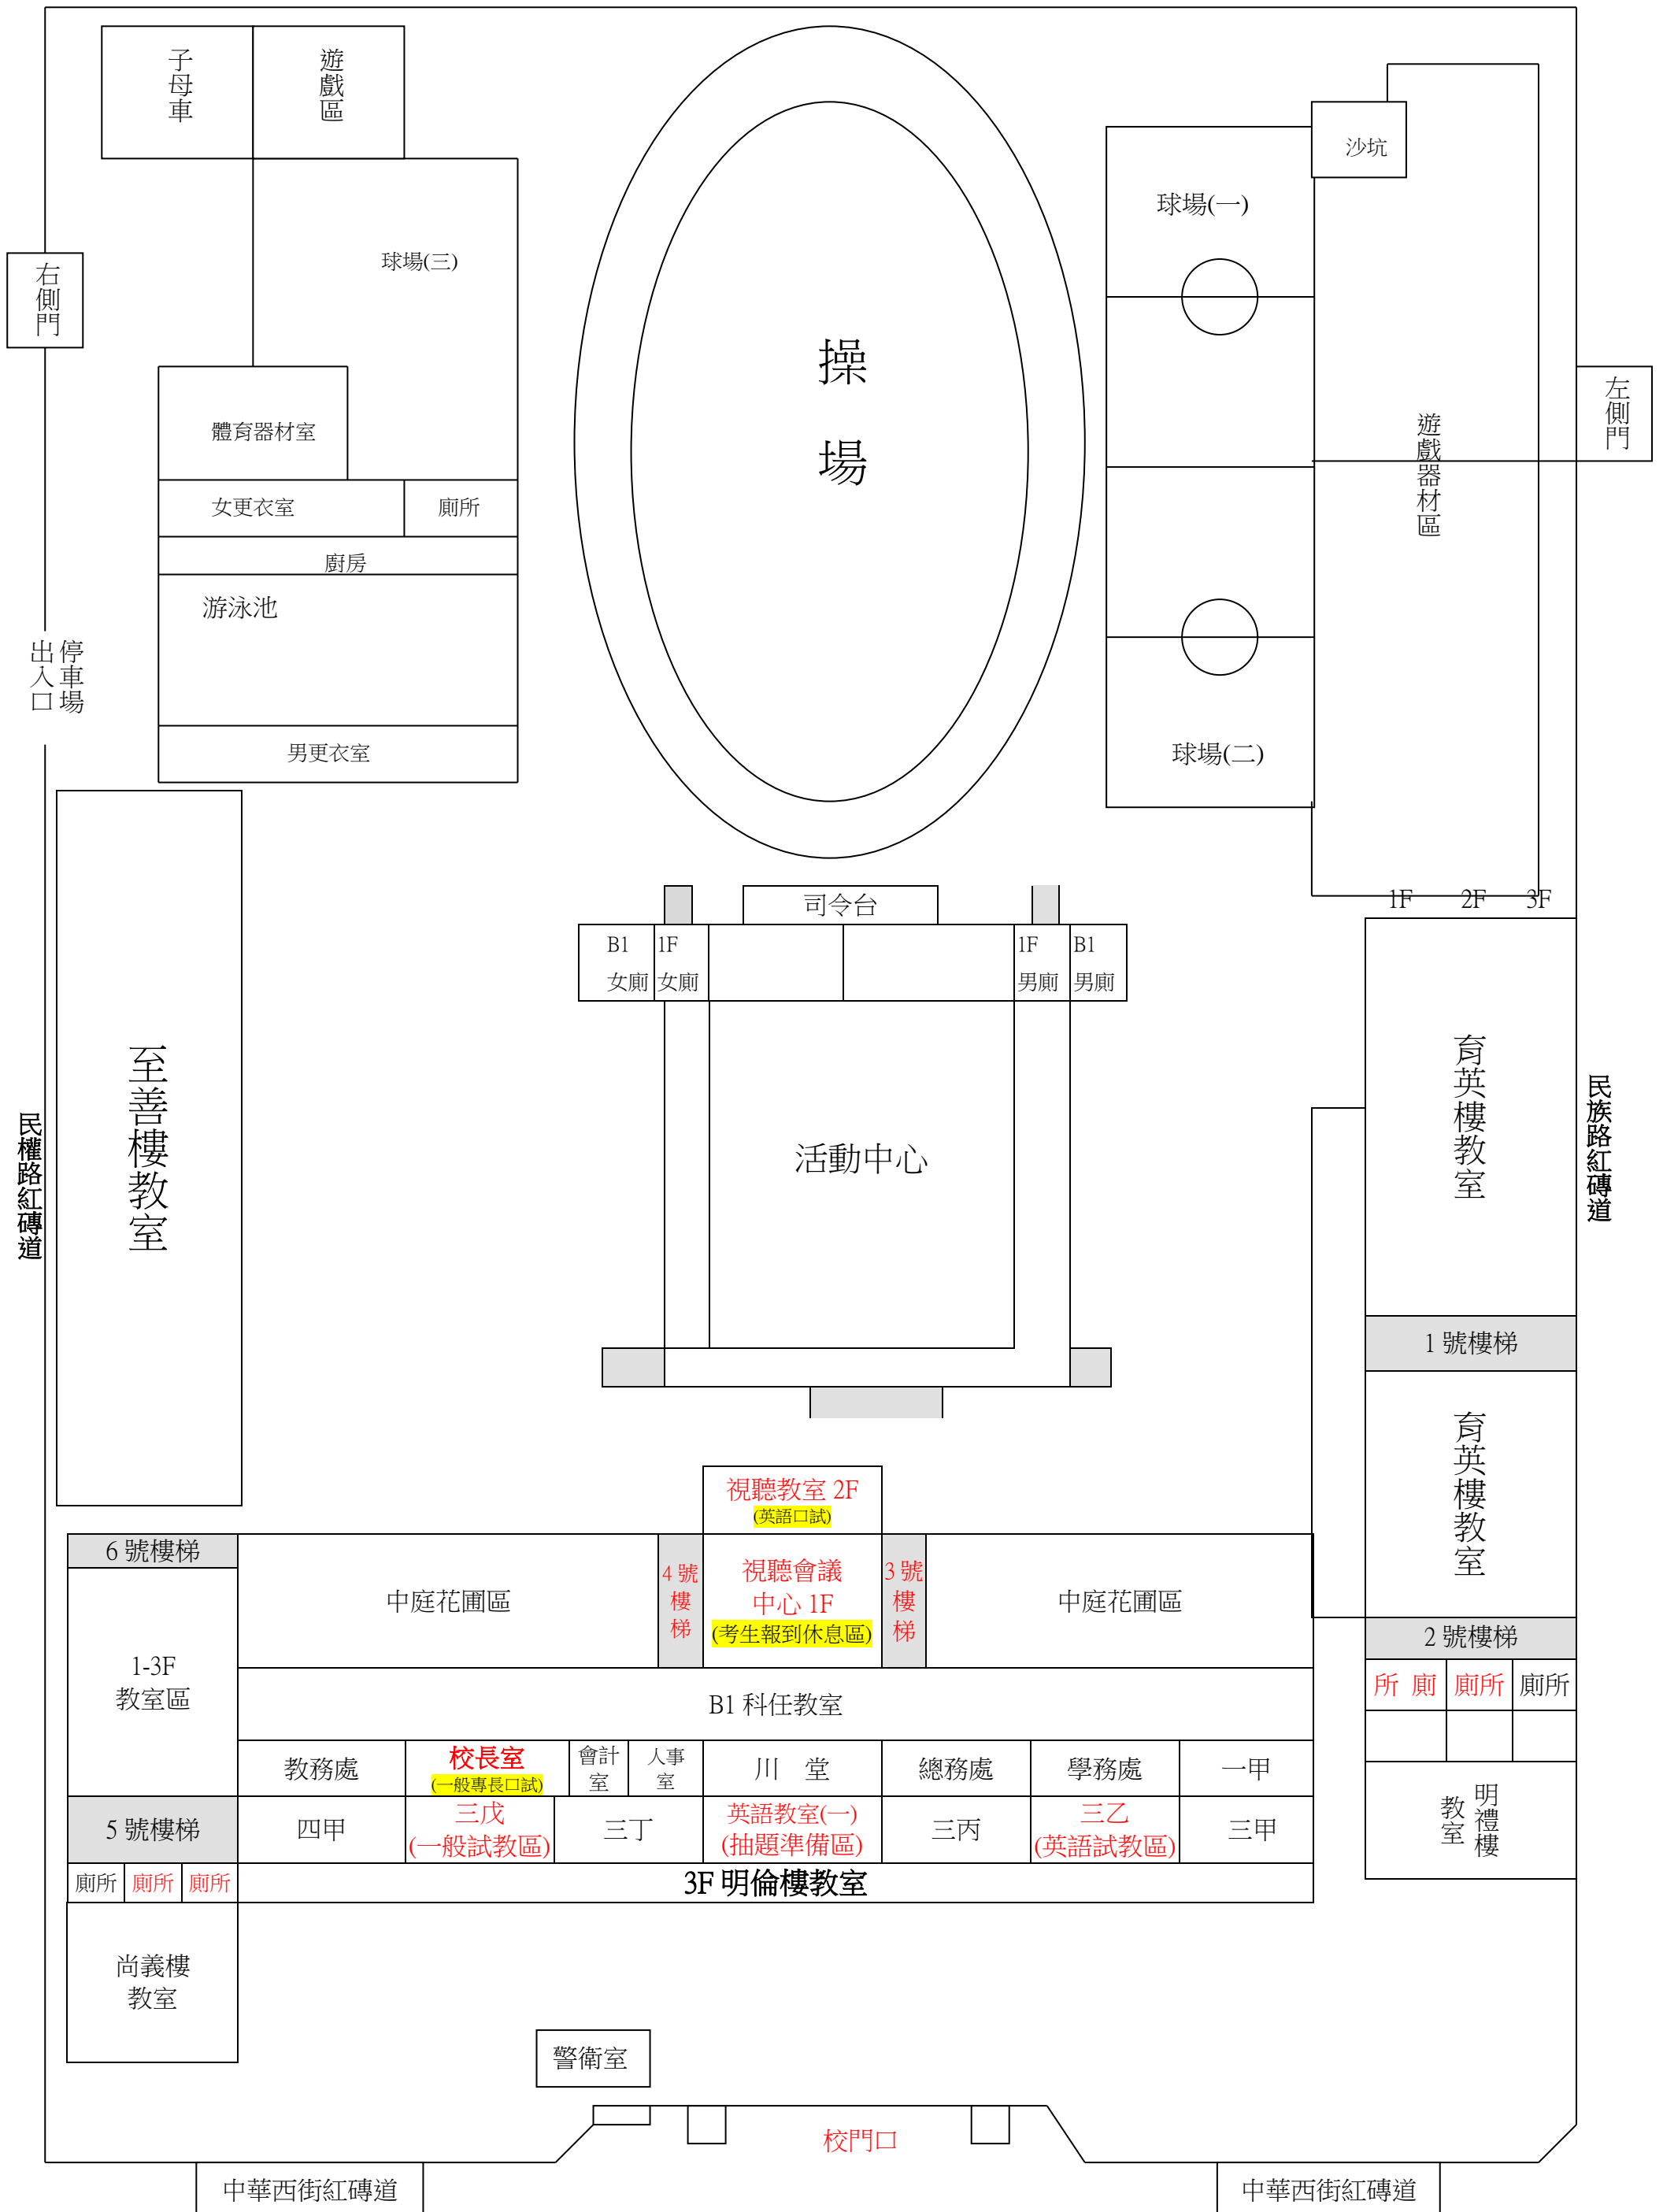 子母車
遊戲區
沙坑
球場(一)
球場(三)
右側門
操
場
左側門
體育器材室
遊戲器材區
女更衣室
廁所
廚房
游泳池
停車場
出入口
男更衣室
球場(二)
司令台
1F 2F 3F
B1
女廁
1F
女廁
1F
男廁
B1
男廁
至善樓教室
民權路紅磚道
活動中心
育英樓教室
民族路紅磚道
1 號樓梯
育英樓教室
視聽教室 2F
(英語口試)
6 號樓梯
中庭花圃區
4 號
樓
梯
視聽會議
中心 1F
(考生報到休息區)
3 號
樓
梯
中庭花圃區
2 號樓梯
1-3F
教室區
所 廁
廁所
廁所
B1 科任教室
教務處
校長室
(一般專長口試)
會計
室
人事
室
川 堂
總務處
學務處
一甲
明禮樓
教室
5 號樓梯
四甲
三戊
(一般試教區)
三丁
英語教室(一)
(抽題準備區)
三丙
三乙
(英語試教區)
三甲
廁所
廁所
廁所
3F 明倫樓教室
尚義樓
教室
警衛室
校門口
中華西街紅磚道
中華西街紅磚道